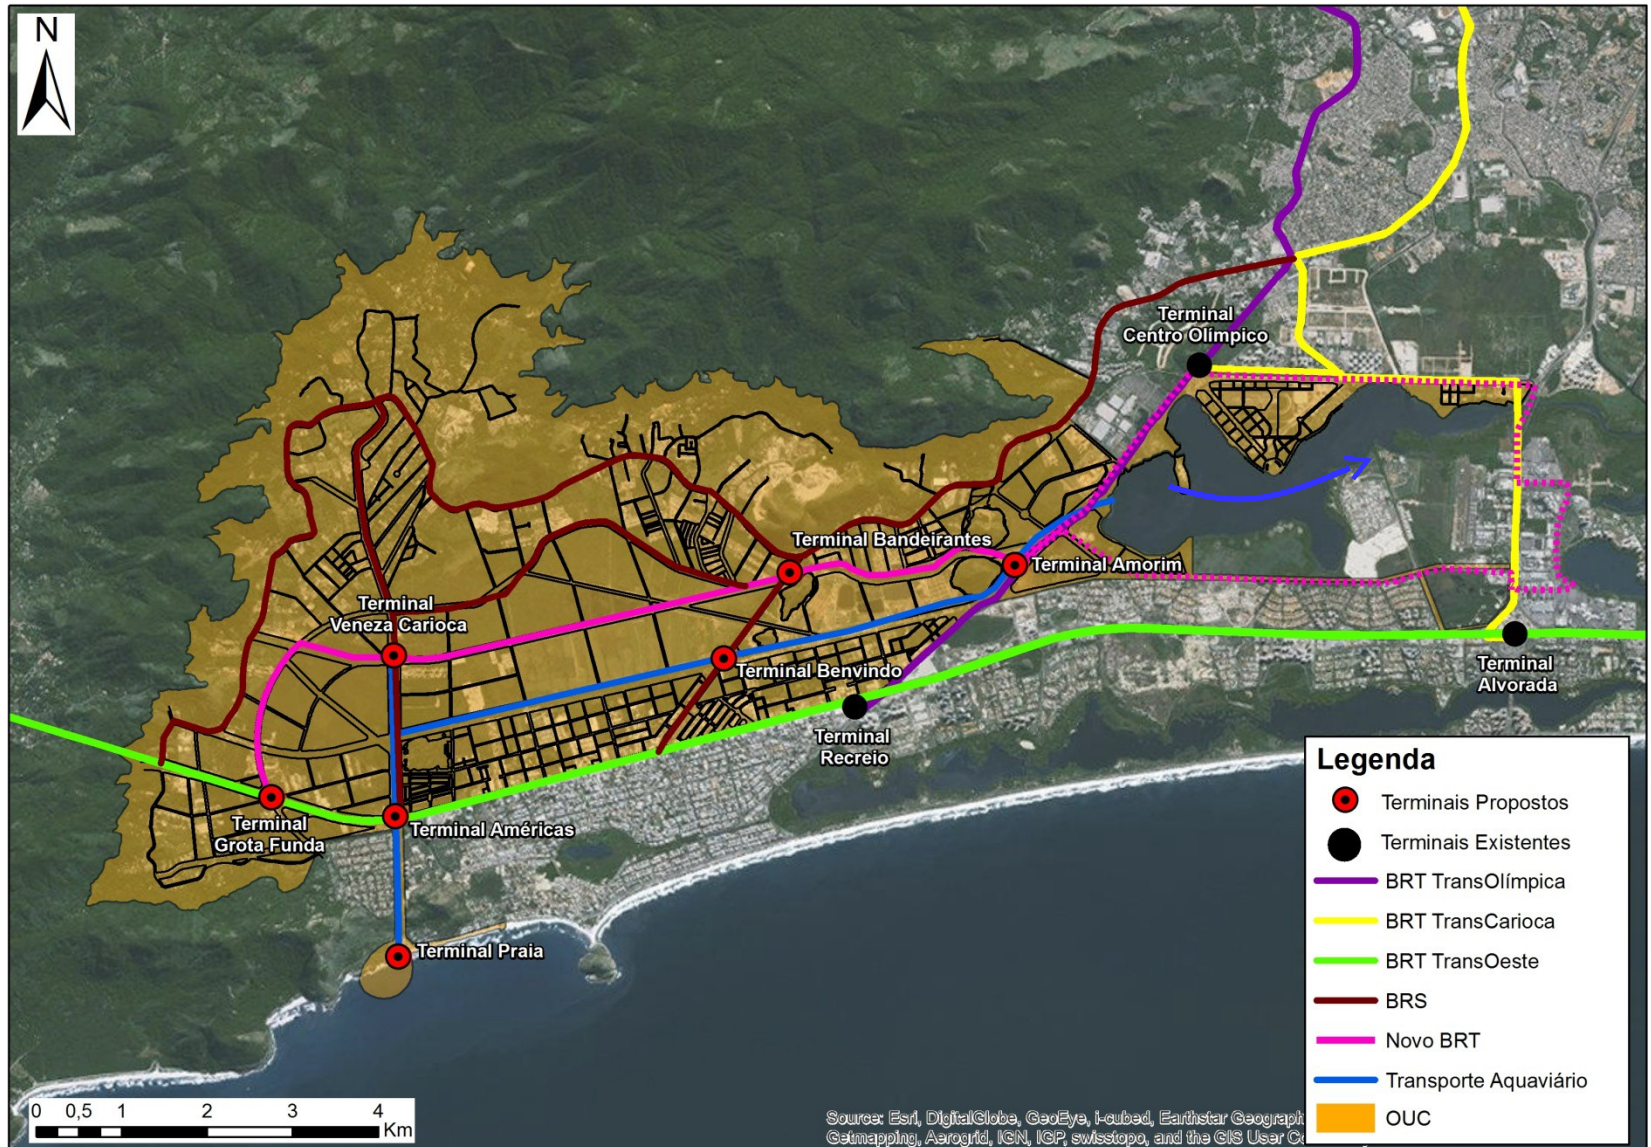 N
Terminal
Centro Olímpico
Terminal Bandeirantes
Terminal Amorim
Terminal
Veneza Carioca
Terminal Benvindo
Terminal
Alvorada
Terminal
Recreio
Terminal
Grota Funda
Terminal Américas
Terminal Praia
Legenda
Terminais Propostos
Terminais Existentes
BRT TransOlímpica
BRT TransCarioca
BRT TransOeste
BRS
Novo BRT
Transporte Aquaviário
OUC
0 0,5 1 2 3 4
Km
Source: Esri, DigitalGlobe, GeoEye, i-cubed, Earthstar Geograph
Getmapping, Aerogrid, IGN, IGP, swisstopo, and the GIS User